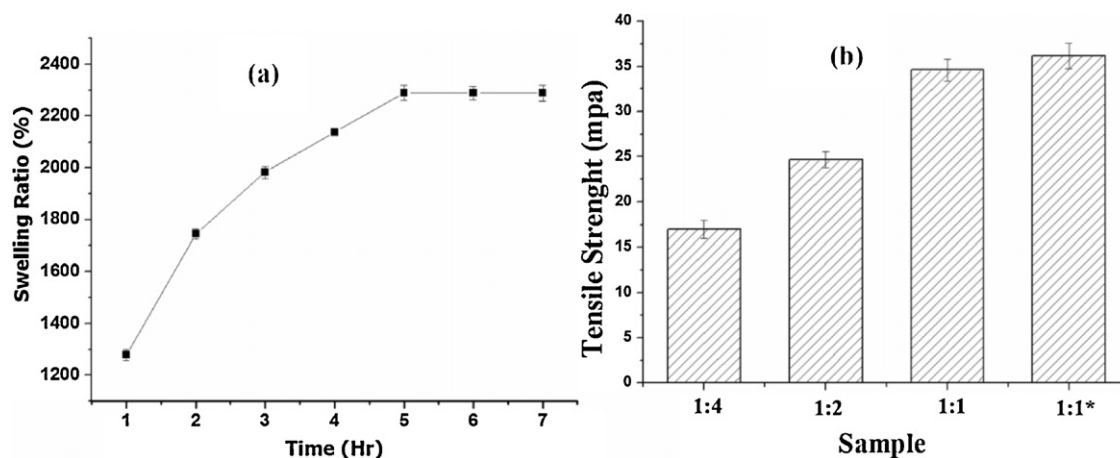 (a)
Swelling Ratio (%)
2400
2200
2000
1800
1600
1400
1200
1 2 3 4 5 6 7
Time (Hr)
(b)
Tensile Strenght (mpa)
40
35
30
25
20
15
10
5
0
1:4 1:2 1:1 1:1*
Sample